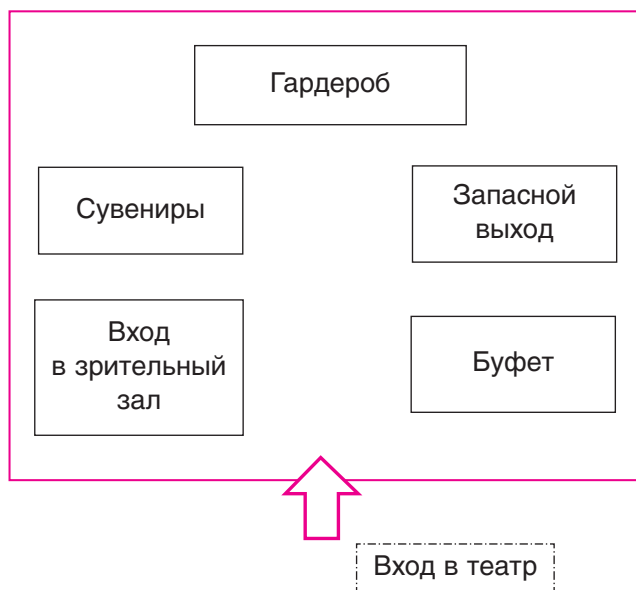 Гардероб
Сувениры
Запасной
выход
Вход
в зрительный
зал
Буфет
Вход в театр